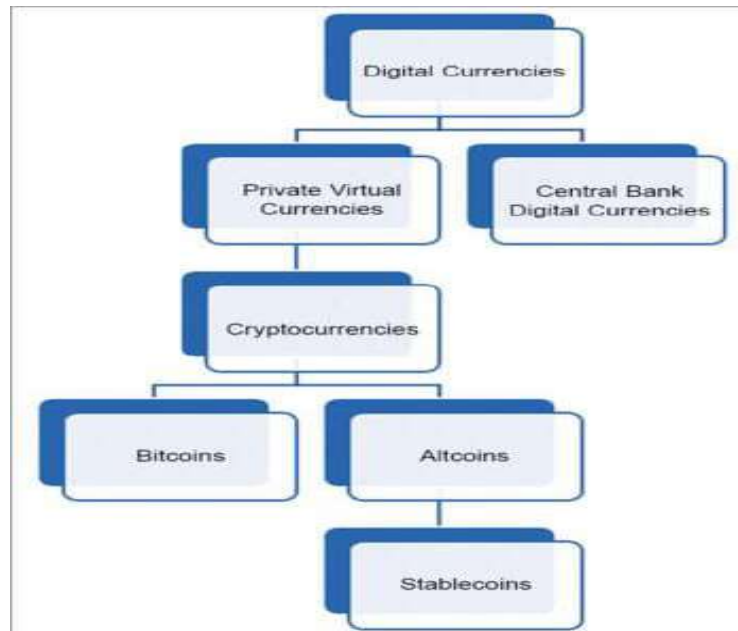 Digital Currencies
Private Virtual
Currencies
Central Bank
Digital Currencies
Cryptocurrencies
Bitcoins
Altcoins
Stablecoins